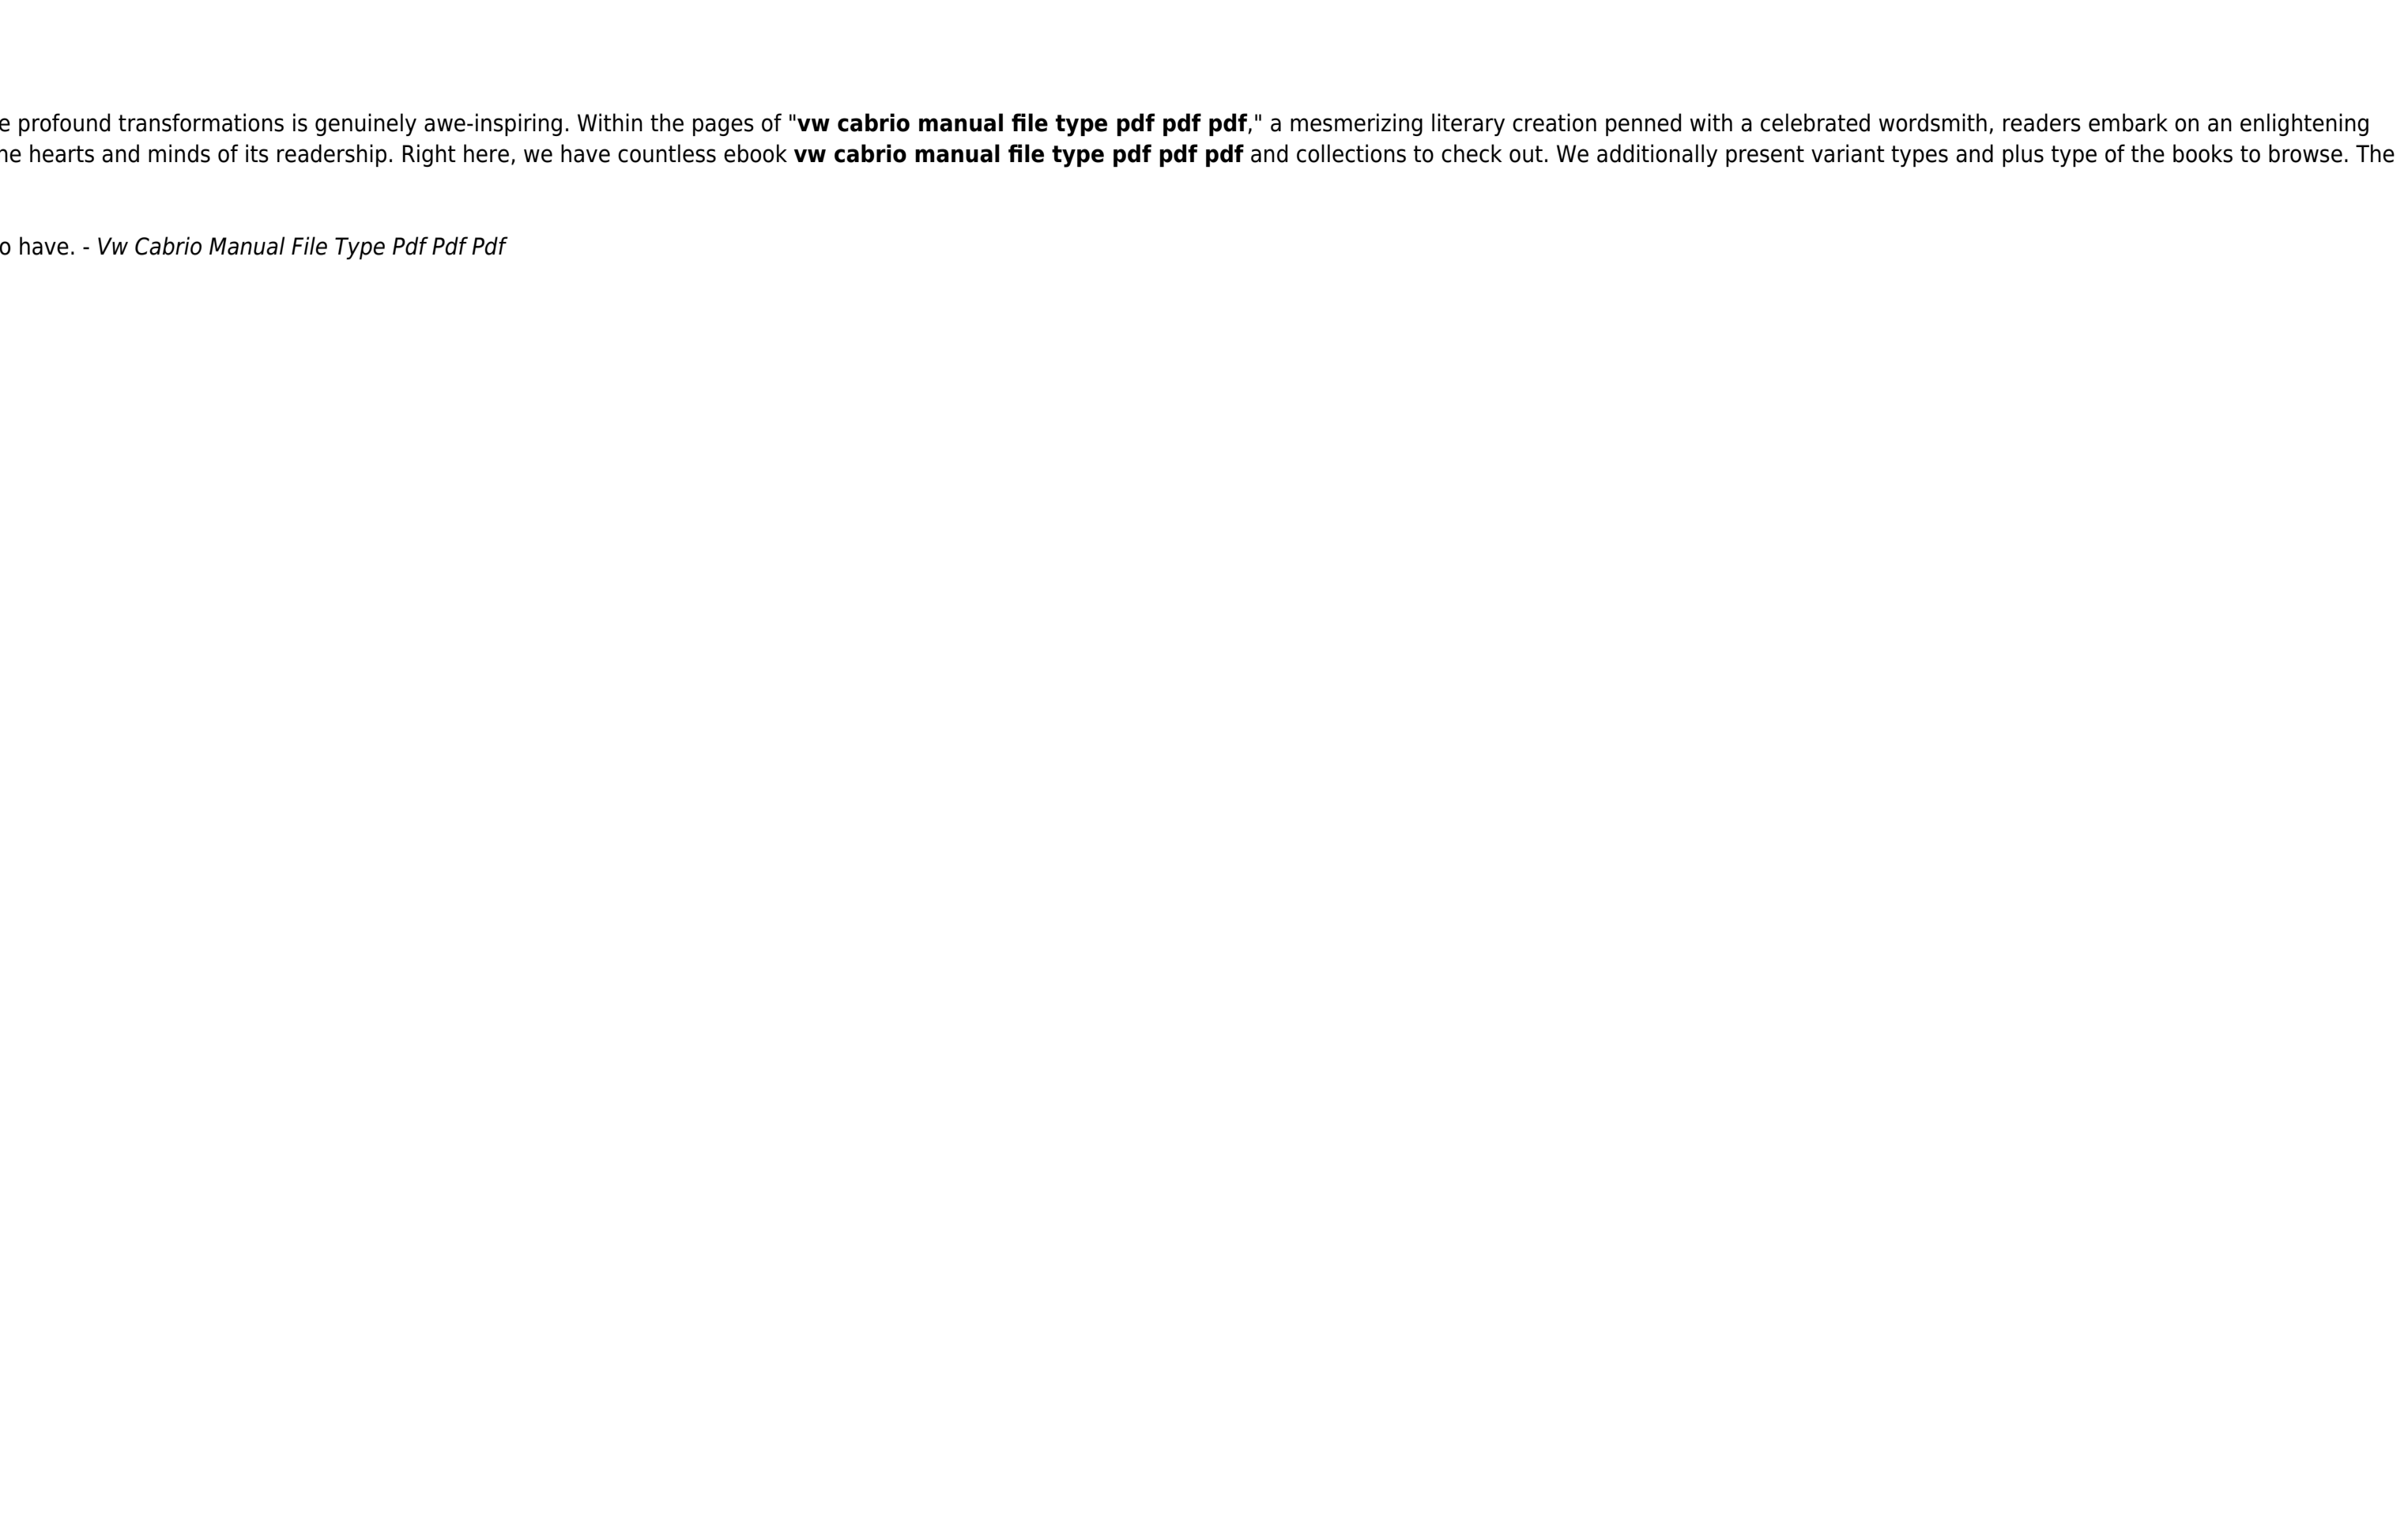 e profound transformations is genuinely awe-inspiring. Within the pages of "vw cabrio manual file type pdf pdf pdf," a mesmerizing literary creation penned with a celebrated wordsmith, readers embark on an enlightening
he hearts and minds of its readership. Right here, we have countless ebook vw cabrio manual file type pdf pdf pdf and collections to check out. We additionally present variant types and plus type of the books to browse. The
o have. - Vw Cabrio Manual File Type Pdf Pdf Pdf